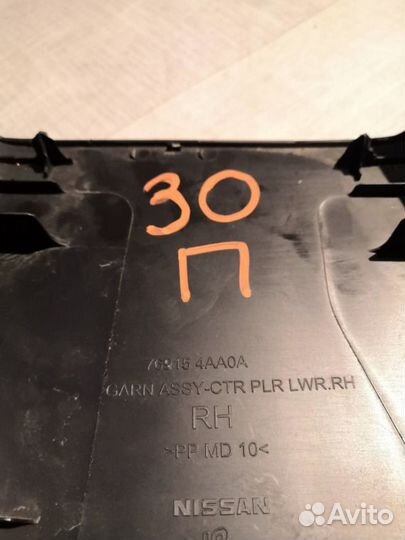 30
П
76915 4AA0A
GARN ASSY-CTR PLR LWR.RH
RH
>PP MD 10<
NISSAN
Avito